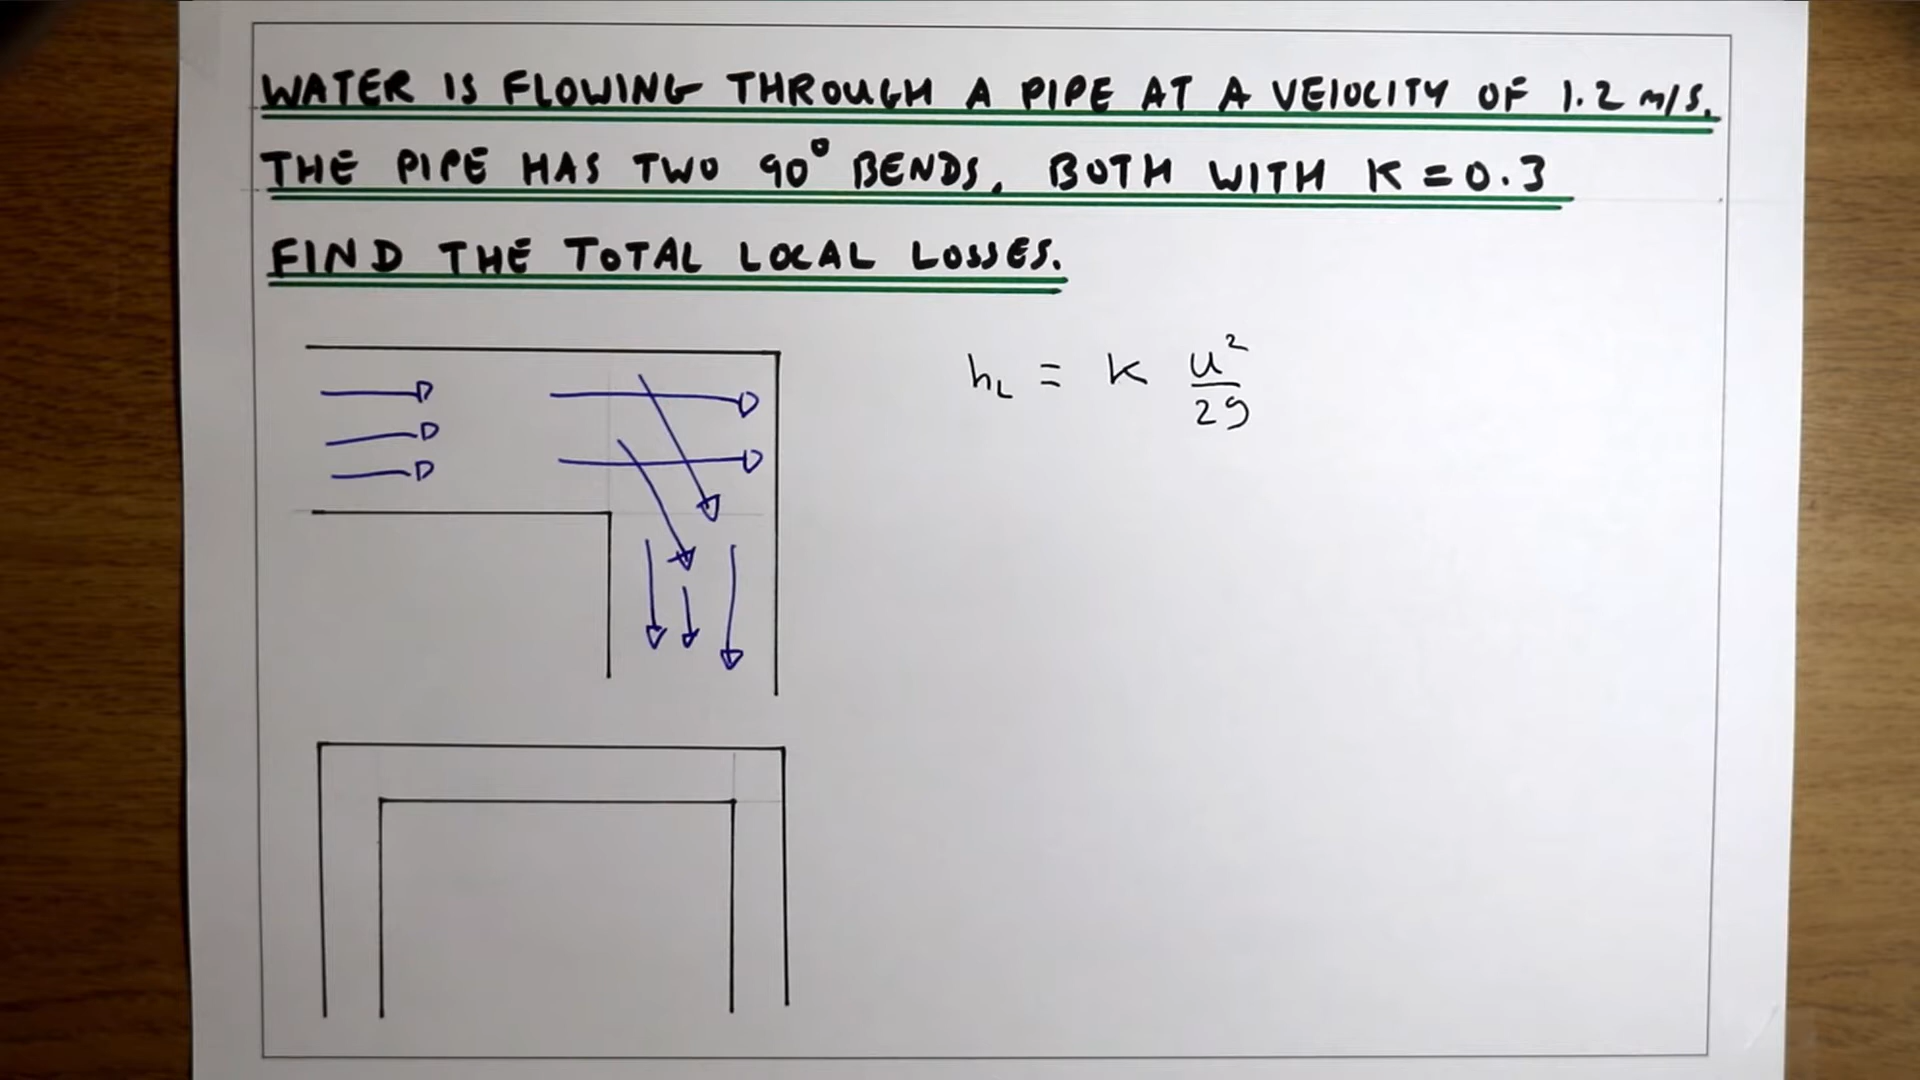 WATER IS FLOWING THROUGH A PIPE AT A VELOCITY OF 1.2 m/s.
THE PIPE HAS TWO 90° BENDS, BOTH WITH K = 0.3
FIND THE TOTAL LOCAL LOSSES.
h_L = K u²/2g